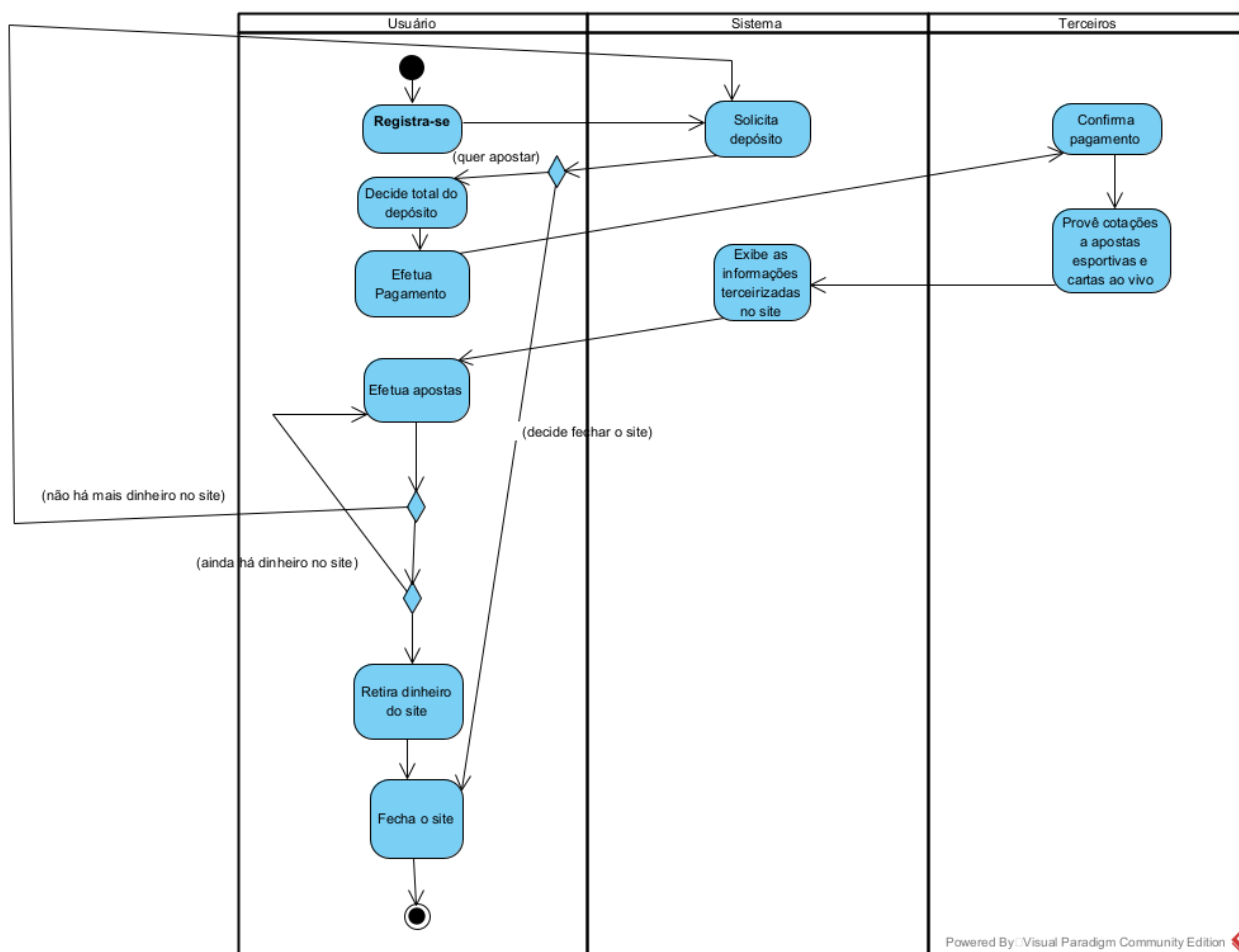 Usuário
Sistema
Terceiros
Registra-se
Solicita
depósito
Confirma
pagamento
(quer apostar)
Decide total do
depósito
Provê cotações
a apostas
esportivas e
cartas ao vivo
Efetua
Pagamento
Exibe as
informações
terceirizadas
no site
Efetua apostas
(decide fechar o site)
(não há mais dinheiro no site)
(ainda há dinheiro no site)
Retira dinheiro
do site
Fecha o site
Powered By Visual Paradigm Community Edition